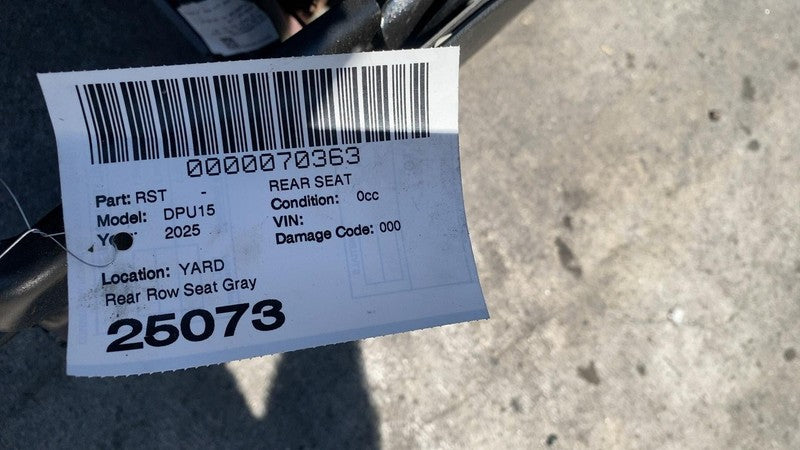 0000070363
Part: RST - REAR SEAT
Model: DPU15 Condition: 0cc
VIN:
2025 Damage Code: 000
Location: YARD
Rear Row Seat Gray
25073